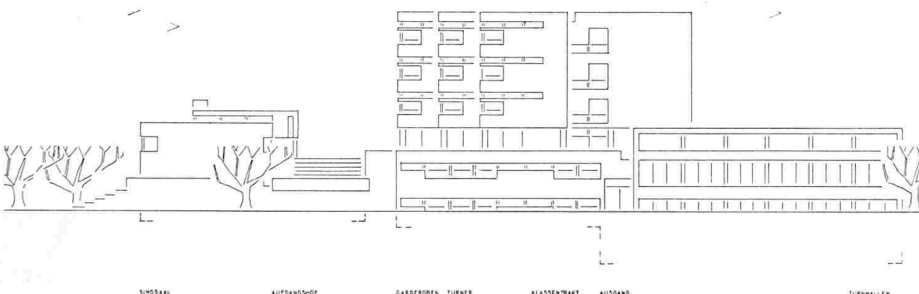 SINGSAAL AUFGANGSHOF GARDEROBEN TURNER KLASSENTRAKT AUSGANG TURNHALLEN